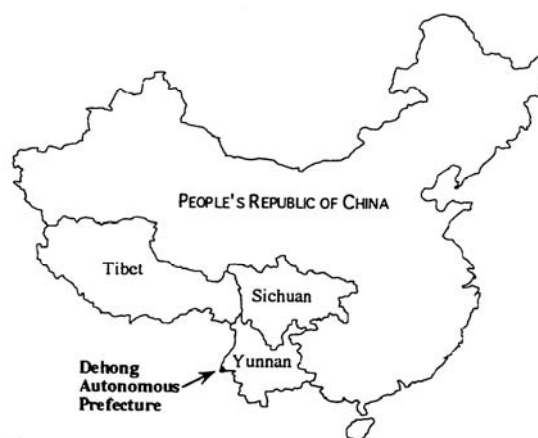 PEOPLE'S REPUBLIC OF CHINA
Tibet
Sichuan
Yunnan
Dehong
Autonomous
Prefecture